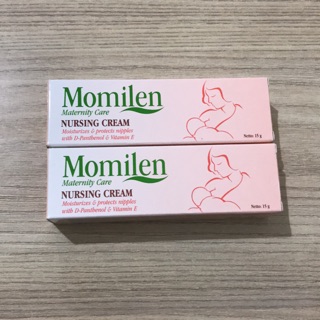 Momilen
Maternity Care
NURSING CREAM
Moisturizes & protects nipples
with D-Panthenol & Vitamin E
Netto. 15 g
Momilen
Maternity Care
NURSING CREAM
Moisturizes & protects nipples
with D-Panthenol & Vitamin E
Netto. 15 g